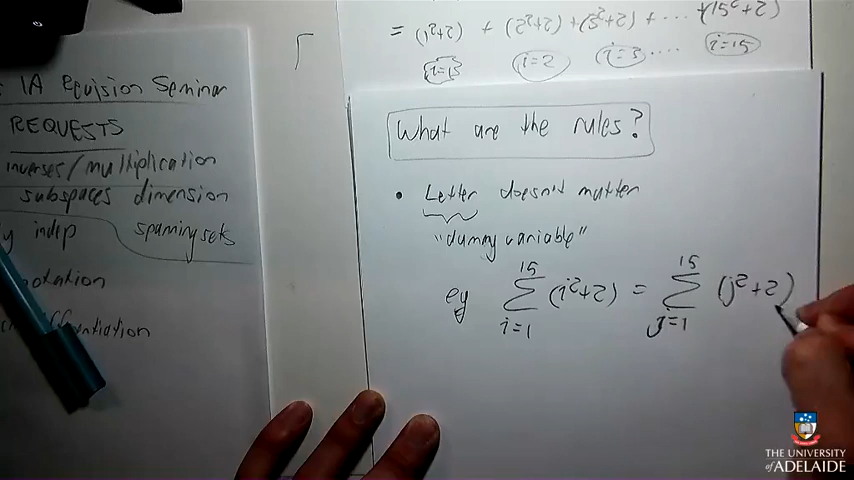 1A Revision Seminar
REQUESTS
inverses/multiplication
subspaces dimension
indep spanning sets
notation
= (1²+2) + (2²+2) + (3²+2) + ... + (15²+2)
i=2 i=3 .... i=15
What are the rules?
• Letter doesn't matter
"dummy variable"
eg
15 15
∑ (i²+2) = ∑ (j²+2)
i=1 j=1
THE UNIVERSITY
of ADELAIDE